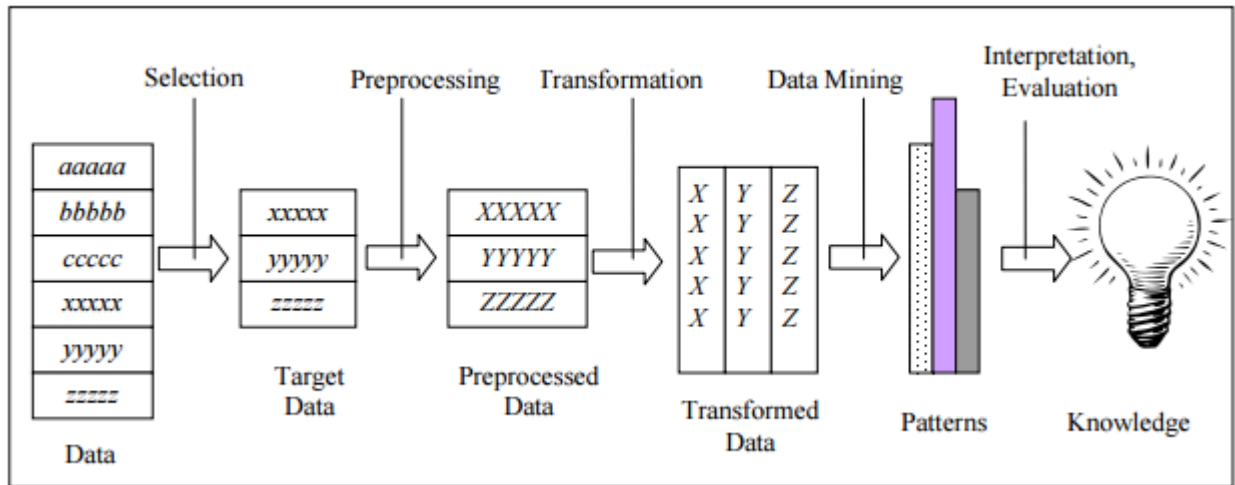 Selection
Preprocessing
Transformation
Data Mining
Interpretation,
Evaluation
aaaaa
bbbbb
ccccc
xxxxx
yyyyy
zzzzz
Data
xxxxx
yyyyy
zzzzz
Target
Data
XXXXX
YYYYY
ZZZZZ
Preprocessed
Data
X Y Z
X Y Z
X Y Z
X Y Z
X Y Z
Transformed
Data
Patterns
Knowledge